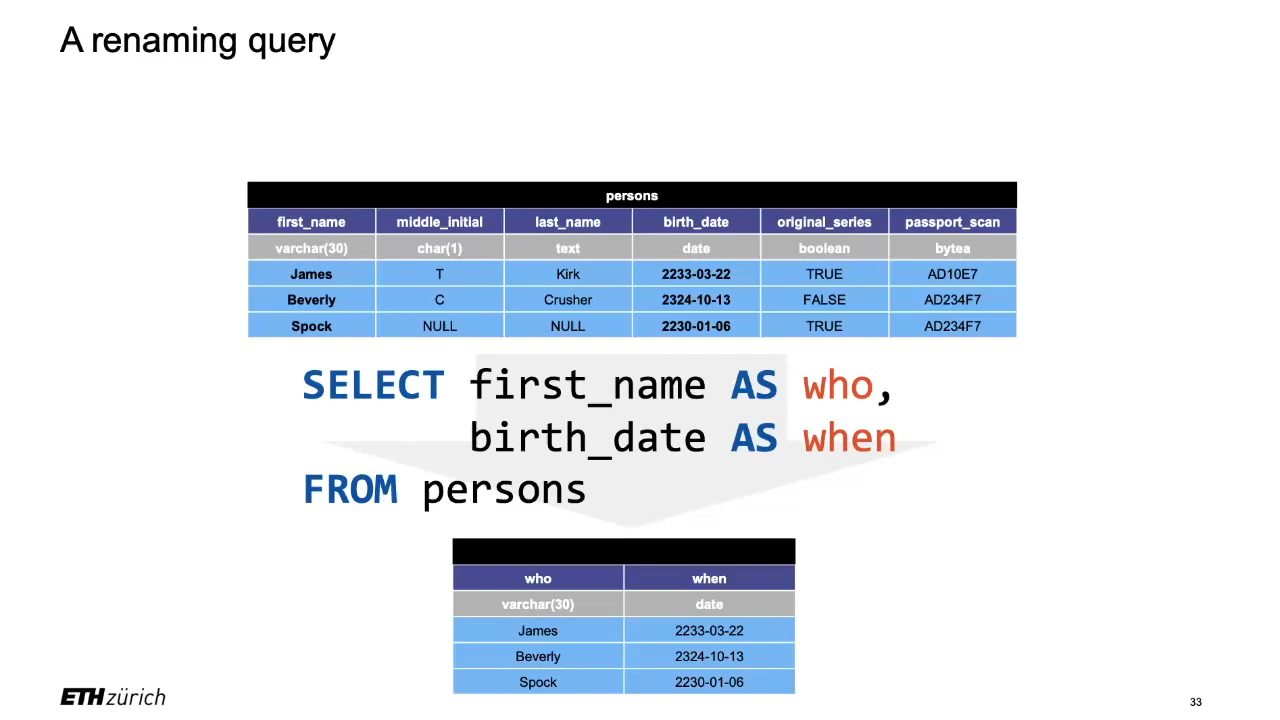 A renaming query
persons
first_name middle_initial last_name birth_date original_series passport_scan
varchar(30) char(1) text date boolean bytea
James T Kirk 2233-03-22 TRUE AD10E7
Beverly C Crusher 2324-10-13 FALSE AD234F7
Spock NULL NULL 2230-01-06 TRUE AD234F7
SELECT first_name AS who,
birth_date AS when
FROM persons
who when
varchar(30) date
James 2233-03-22
Beverly 2324-10-13
Spock 2230-01-06
ETH zürich
33